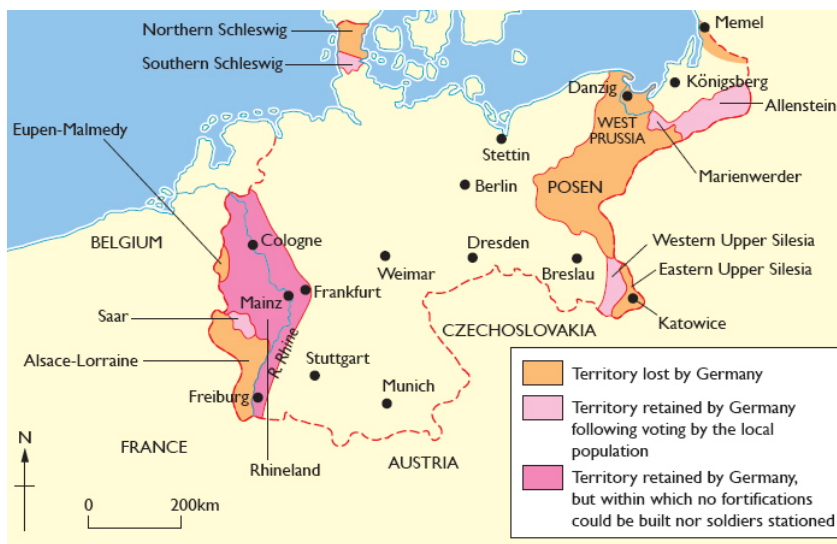 Northern Schleswig
Southern Schleswig
Eupen-Malmedy
Memel
Danzig
Königsberg
Allenstein
WEST
PRUSSIA
Marienwerder
Stettin
Berlin
POSEN
BELGIUM
Cologne
Western Upper Silesia
Dresden
Breslau
Eastern Upper Silesia
Weimar
Frankfurt
Mainz
Saar
Katowice
CZECHOSLOVAKIA
Alsace-Lorraine
R. Rhine
Stuttgart
Freiburg
Munich
FRANCE
Rhineland
AUSTRIA
N
0 200km
Territory lost by Germany
Territory retained by Germany
following voting by the local
population
Territory retained by Germany,
but within which no fortifications
could be built nor soldiers stationed